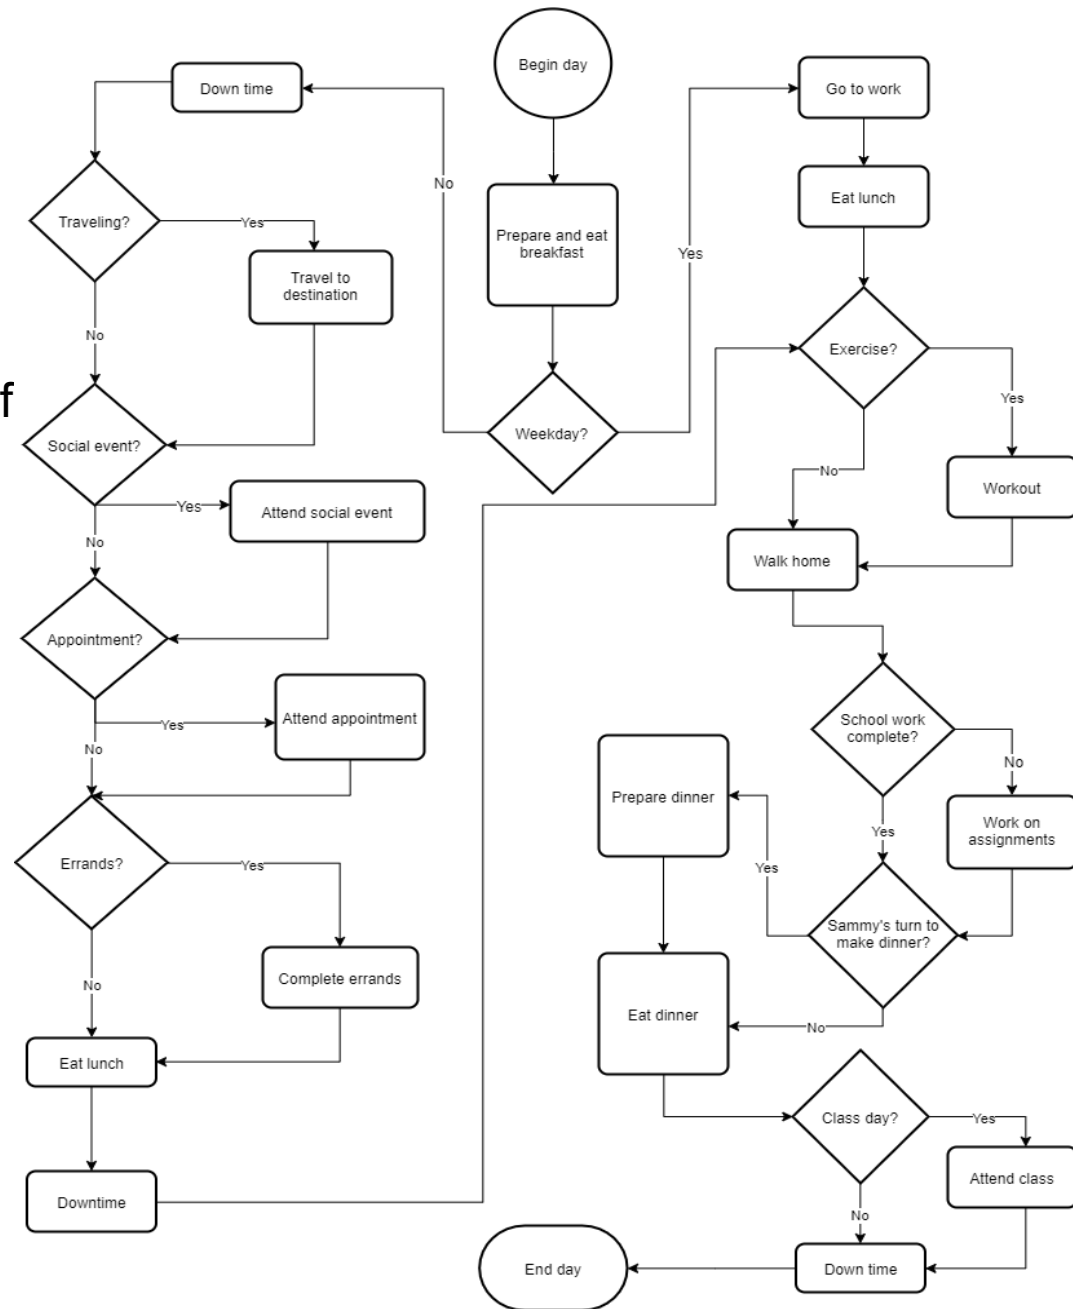 Begin day
Down time
Go to work
No
Eat lunch
Traveling?
Yes
Prepare and eat
breakfast
Yes
Travel to
destination
No
Exercise?
f
Yes
Social event?
Weekday?
No
Workout
Yes
Attend social event
No
Walk home
Appointment?
Attend appointment
Yes
School work
complete?
No
No
Prepare dinner
Work on
assignments
Yes
Errands?
Yes
Yes
Sammy's turn to
make dinner?
Complete errands
No
Eat dinner
No
Eat lunch
Class day?
Yes
Attend class
Downtime
No
End day
Down time